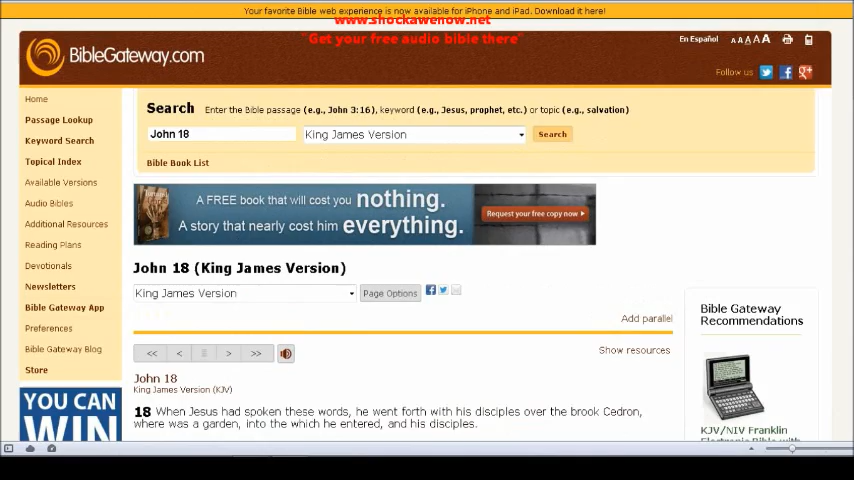 Your favorite Bible web experience is now available for iPhone and iPad. Download it here!
www.shockawenow.net
"Get your free audio bible there"
BibleGateway.com
En Español
A A A A A
Follow us
Home
Passage Lookup
Keyword Search
Topical Index
Available Versions
Audio Bibles
Additional Resources
Reading Plans
Devotionals
Newsletters
Bible Gateway App
Preferences
Bible Gateway Blog
Store
YOU CAN
WIN
Search Enter the Bible passage (e.g., John 3:16), keyword (e.g., Jesus, prophet, etc.) or topic (e.g., salvation)
John 18 King James Version Search
Bible Book List
A FREE book that will cost you nothing.
A story that nearly cost him everything.
Request your free copy now
John 18 (King James Version)
King James Version Page Options
Add parallel
<< < > >>
Show resources
John 18
King James Version (KJV)
18 When Jesus had spoken these words, he went forth with his disciples over the brook Cedron,
where was a garden, into the which he entered, and his disciples.
Bible Gateway
Recommendations
KJV/NIV Franklin
Electronic Bible with